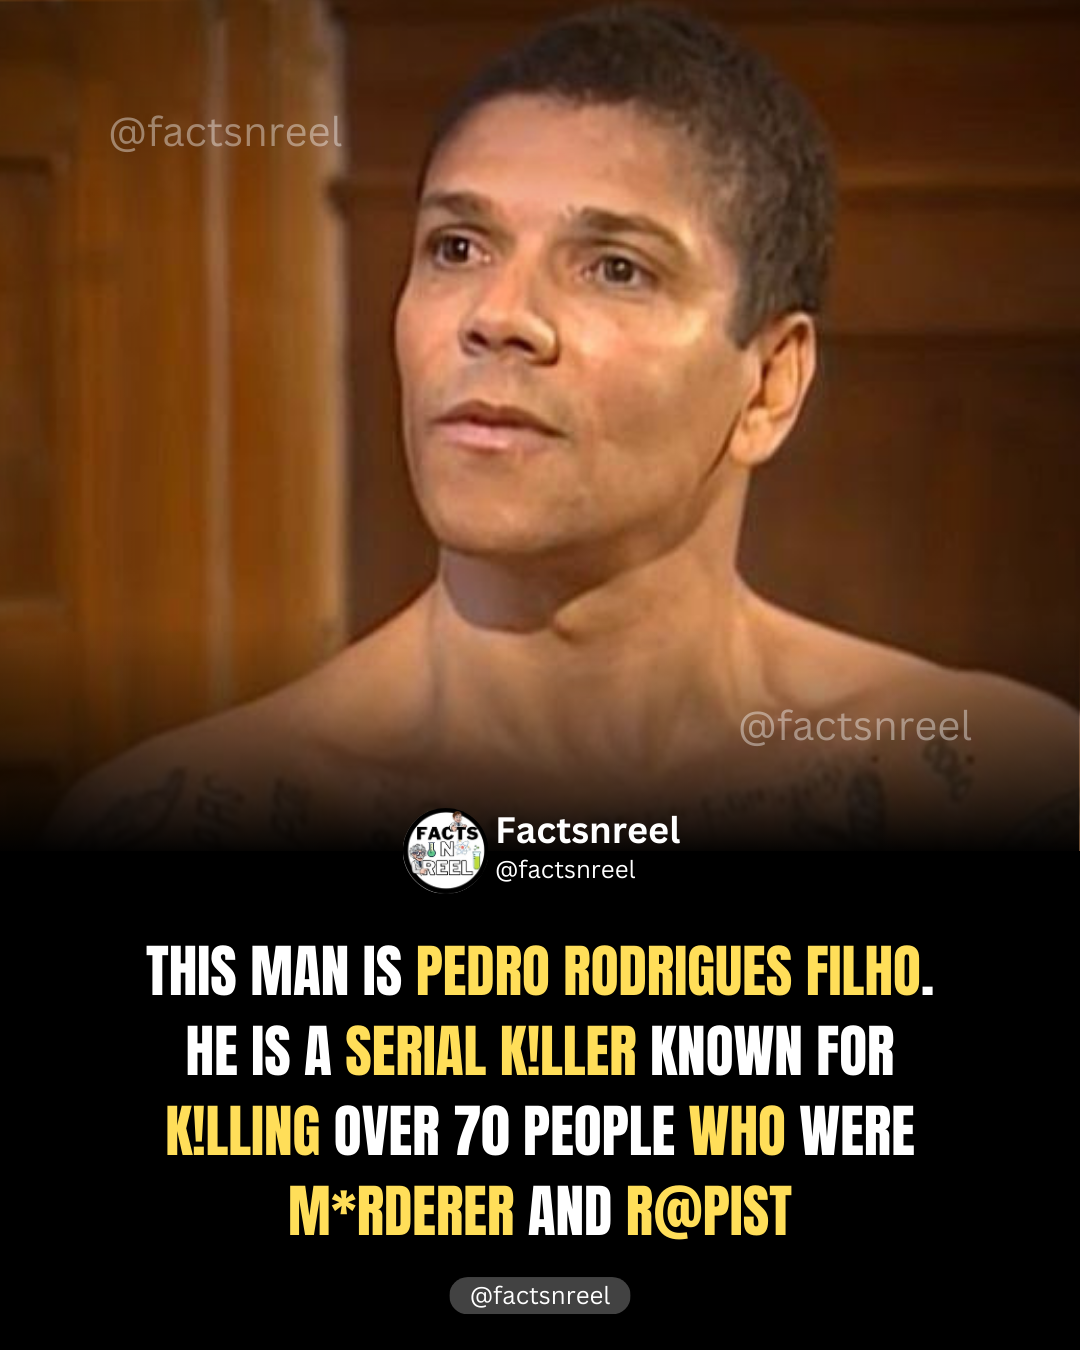 @factsnreel
@factsnreel
FACTS
IN
REEL
Factsnreel
@factsnreel
THIS MAN IS PEDRO RODRIGUES FILHO.
HE IS A SERIAL K!LLER KNOWN FOR
K!LLING OVER 70 PEOPLE WHO WERE
M*RDERER AND R@PIST
@factsnreel